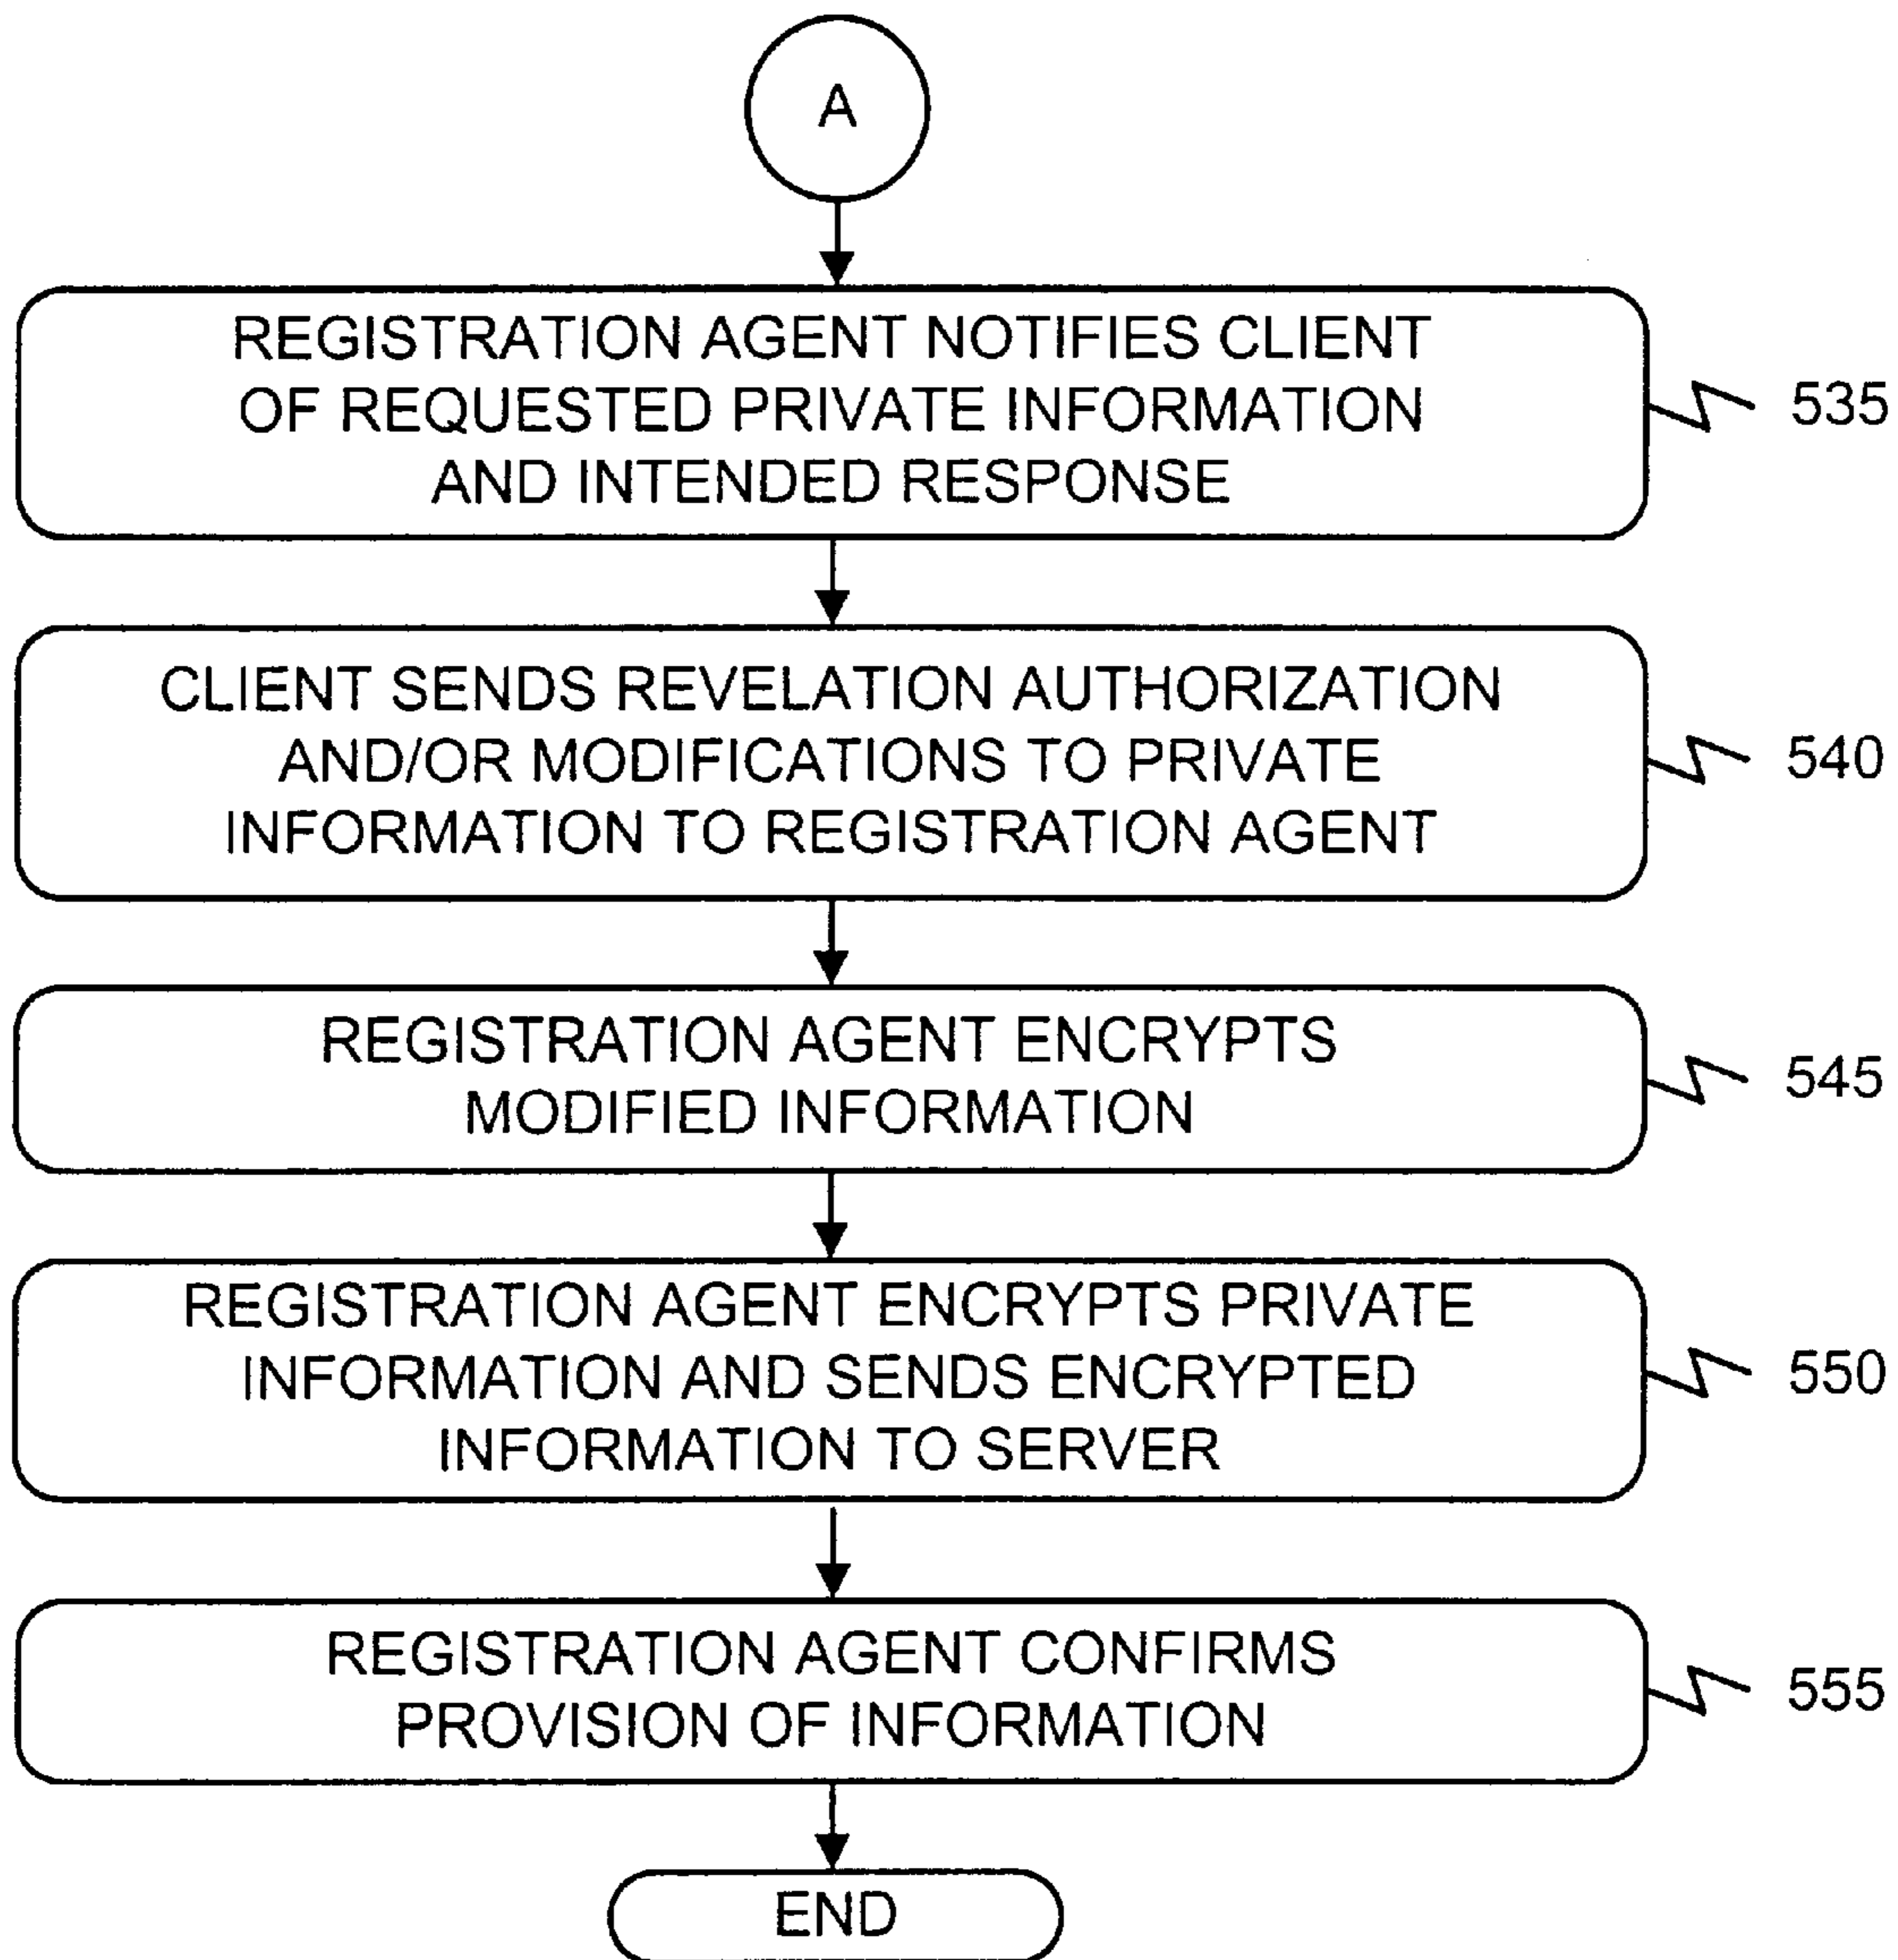 A
REGISTRATION AGENT NOTIFIES CLIENT
OF REQUESTED PRIVATE INFORMATION
AND INTENDED RESPONSE
535
CLIENT SENDS REVELATION AUTHORIZATION
AND/OR MODIFICATIONS TO PRIVATE
INFORMATION TO REGISTRATION AGENT
540
REGISTRATION AGENT ENCRYPTS
MODIFIED INFORMATION
545
REGISTRATION AGENT ENCRYPTS PRIVATE
INFORMATION AND SENDS ENCRYPTED
INFORMATION TO SERVER
550
REGISTRATION AGENT CONFIRMS
PROVISION OF INFORMATION
555
END